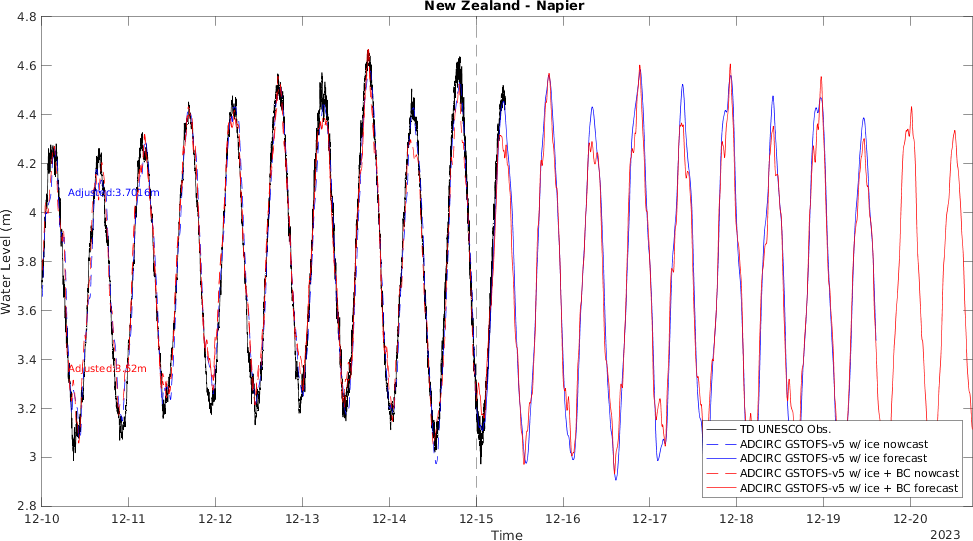 New Zealand - Napier
4.8
4.6
4.4
4.2
4
3.8
3.6
3.4
3.2
3
2.8
Water Level (m)
Adjusted:3.7016m
Adjusted:3.52m
TD UNESCO Obs.
ADCIRC GSTOFS-v5 w/ ice nowcast
ADCIRC GSTOFS-v5 w/ ice forecast
ADCIRC GSTOFS-v5 w/ ice + BC nowcast
ADCIRC GSTOFS-v5 w/ ice + BC forecast
12-10 12-11 12-12 12-13 12-14 12-15 12-16 12-17 12-18 12-19 12-20
Time
2023